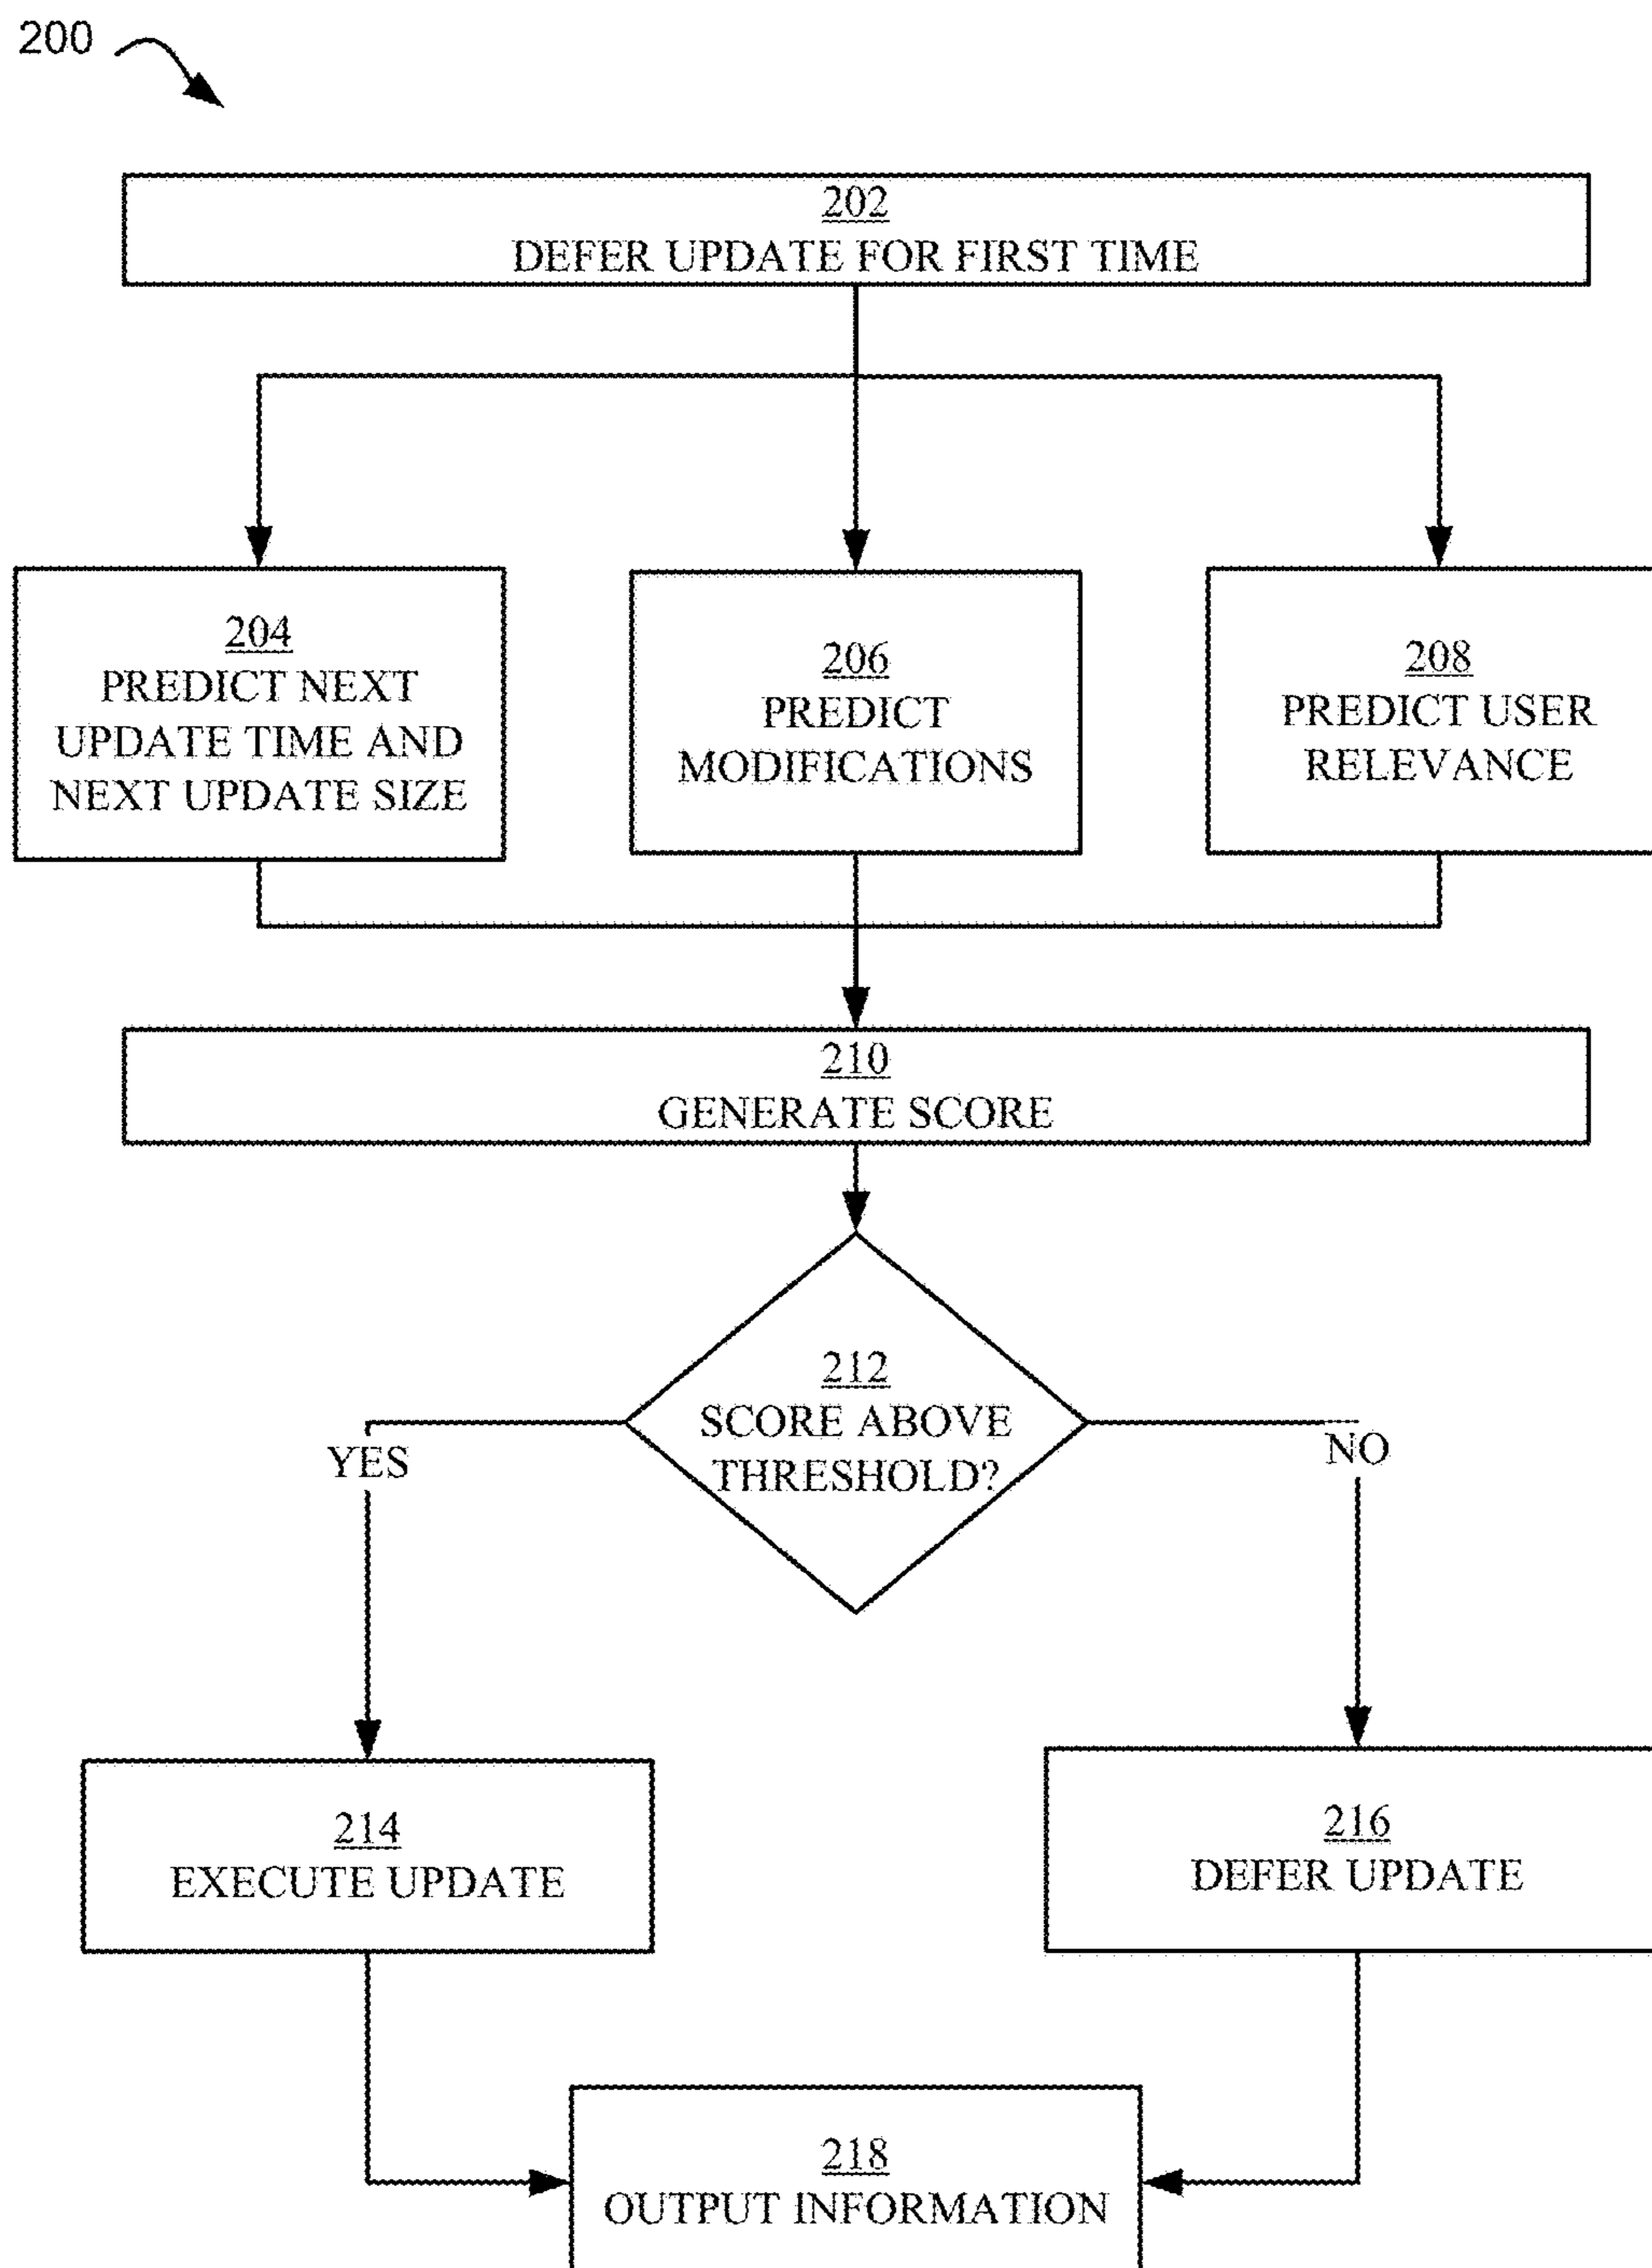 200
202
DEFER UPDATE FOR FIRST TIME
204
PREDICT NEXT
UPDATE TIME AND
NEXT UPDATE SIZE
206
PREDICT
MODIFICATIONS
208
PREDICT USER
RELEVANCE
210
GENERATE SCORE
212
SCORE ABOVE
THRESHOLD?
YES
NO
214
EXECUTE UPDATE
216
DEFER UPDATE
218
OUTPUT INFORMATION